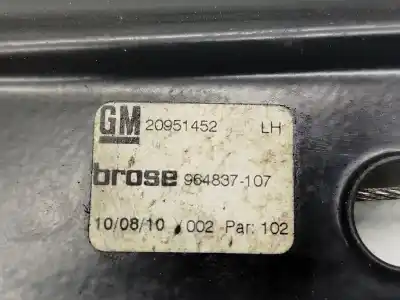 GM 20951452 LH
brose 964837-107
10/08/10 002 Par: 102